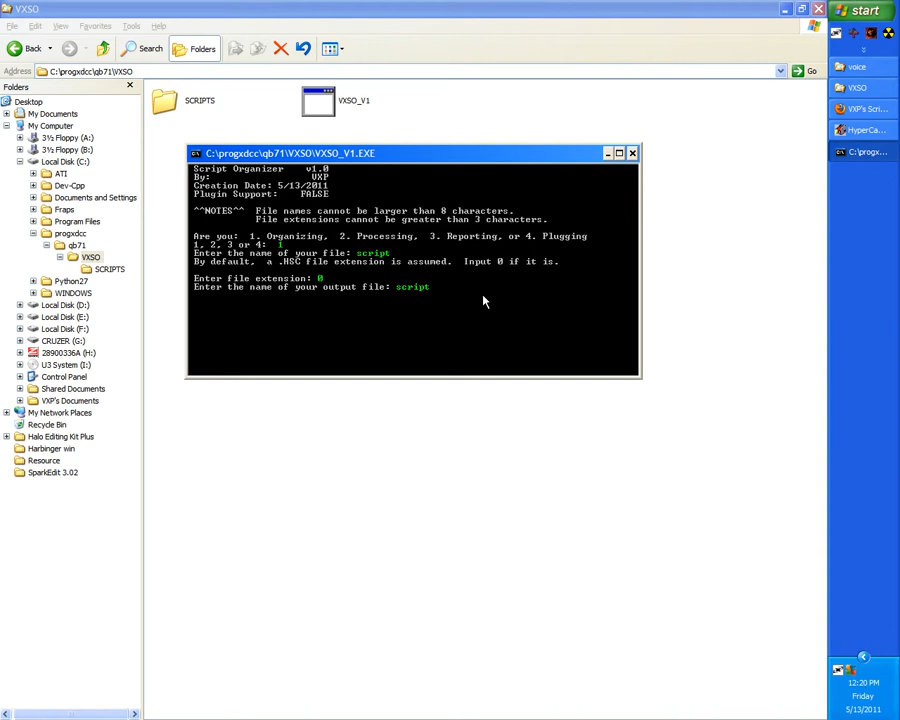 VXSO
start
File Edit View Favorites Tools Help
Back Search Folders
Address C:\progxdcc\qb71\VXSO Go
Folders
Desktop
My Documents
My Computer
3½ Floppy (A:)
3½ Floppy (B:)
Local Disk (C:)
ATI
Dev-Cpp
Documents and Settings
Fraps
Program Files
progxdcc
qb71
VXSO
SCRIPTS
Python27
WINDOWS
Local Disk (D:)
Local Disk (E:)
Local Disk (F:)
CRUZER (G:)
28900336A (H:)
U3 System (I:)
Control Panel
Shared Documents
VXP's Documents
My Network Places
Recycle Bin
Halo Editing Kit Plus
Harbinger win
Resource
SparkEdit 3.02
SCRIPTS
VXSO_V1
C:\progxdcc\qb71\VXSO\VXSO_V1.EXE
Script Organizer v1.0
By: VXP
Creation Date: 5/13/2011
Plugin Support: FALSE
^^NOTES^^ File names cannot be larger than 8 characters.
File extensions cannot be greater than 3 characters.
Are you: 1. Organizing, 2. Processing, 3. Reporting, or 4. Plugging
1, 2, 3 or 4: 1
Enter the name of your file: script
By default, a .HSC file extension is assumed. Input 0 if it is.
Enter file extension: 0
Enter the name of your output file: script
voice
VXSO
VXP's Scri...
HyperCa...
C:\progx...
12:20 PM
Friday
5/13/2011